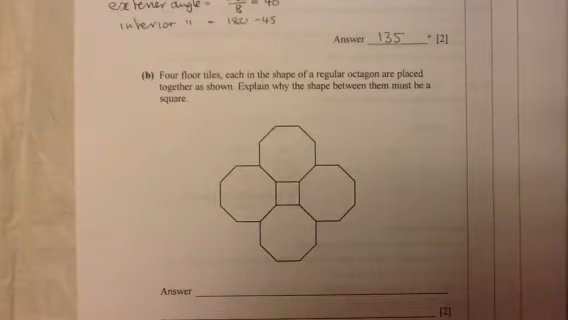 exterior angle = 8 =
interior " = 180 - 45
Answer 135 ° [2]
(b) Four floor tiles, each in the shape of a regular octagon are placed
together as shown. Explain why the shape between them must be a
square.
Answer
[2]